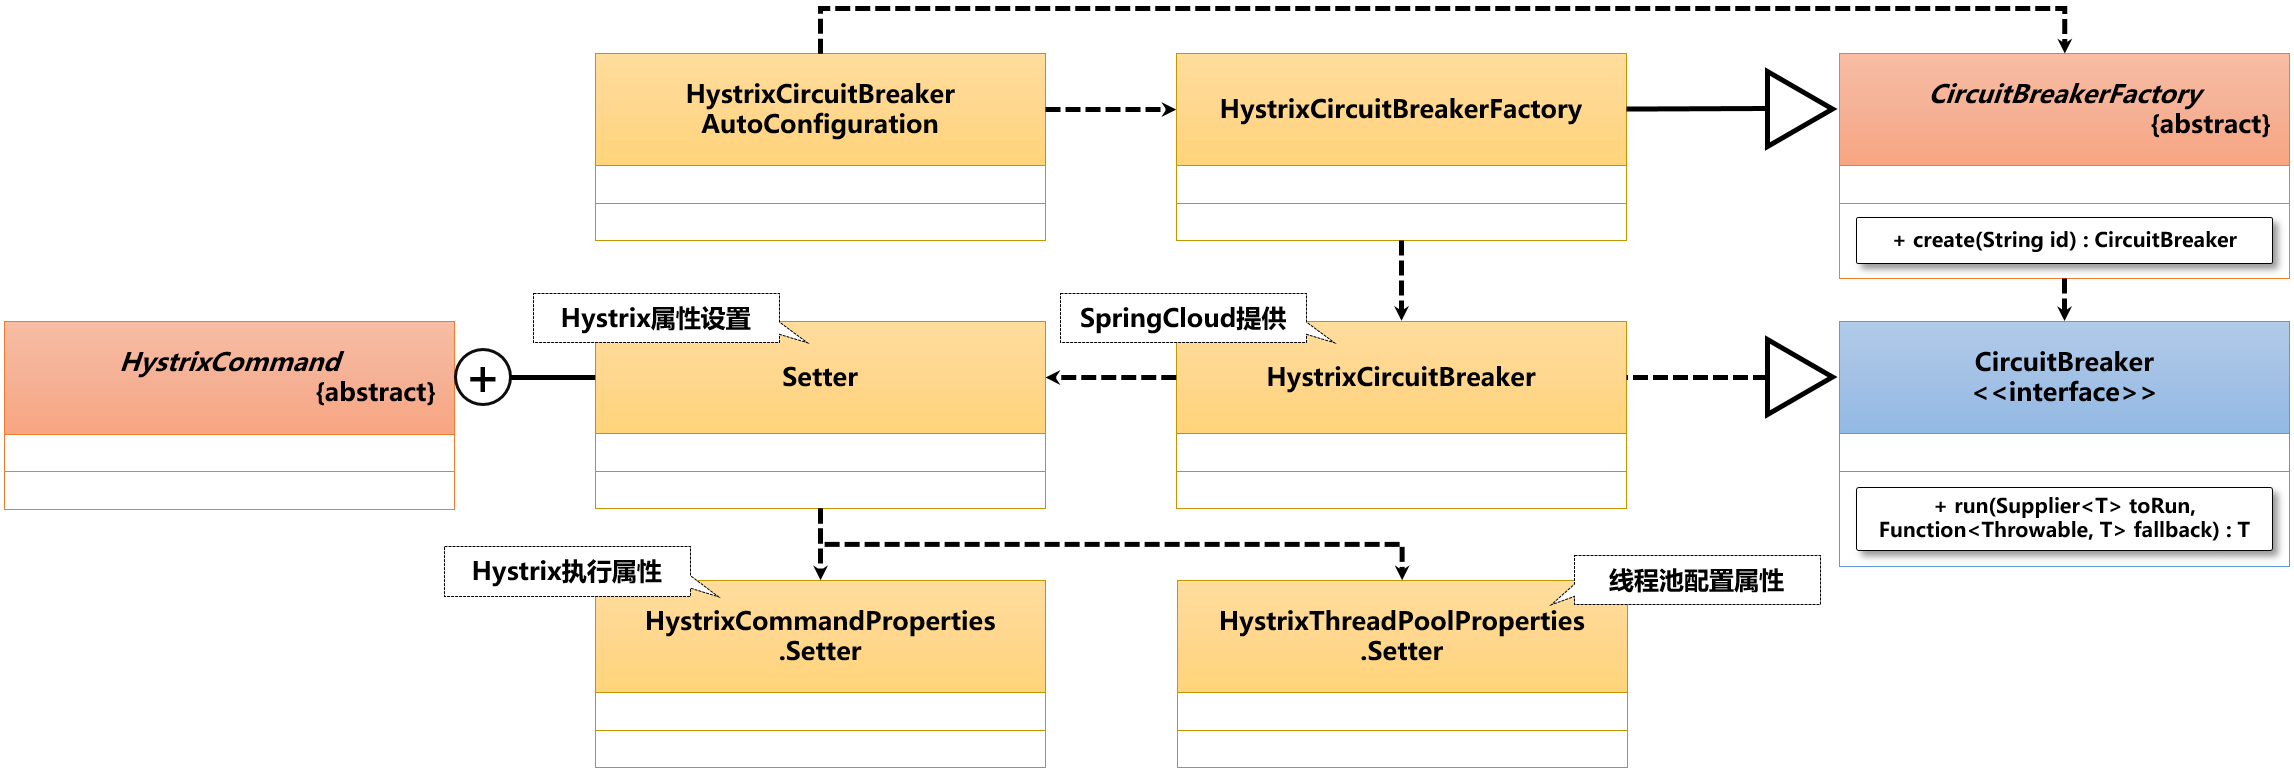 HystrixCircuitBreaker
AutoConfiguration
HystrixCircuitBreakerFactory
CircuitBreakerFactory
{abstract}
+ create(String id) : CircuitBreaker
Hystrix属性设置
SpringCloud提供
HystrixCommand
{abstract}
+
Setter
HystrixCircuitBreaker
CircuitBreaker
<<interface>>
+ run(Supplier<T> toRun,
Function<Throwable, T> fallback) : T
Hystrix执行属性
线程池配置属性
HystrixCommandProperties
.Setter
HystrixThreadPoolProperties
.Setter